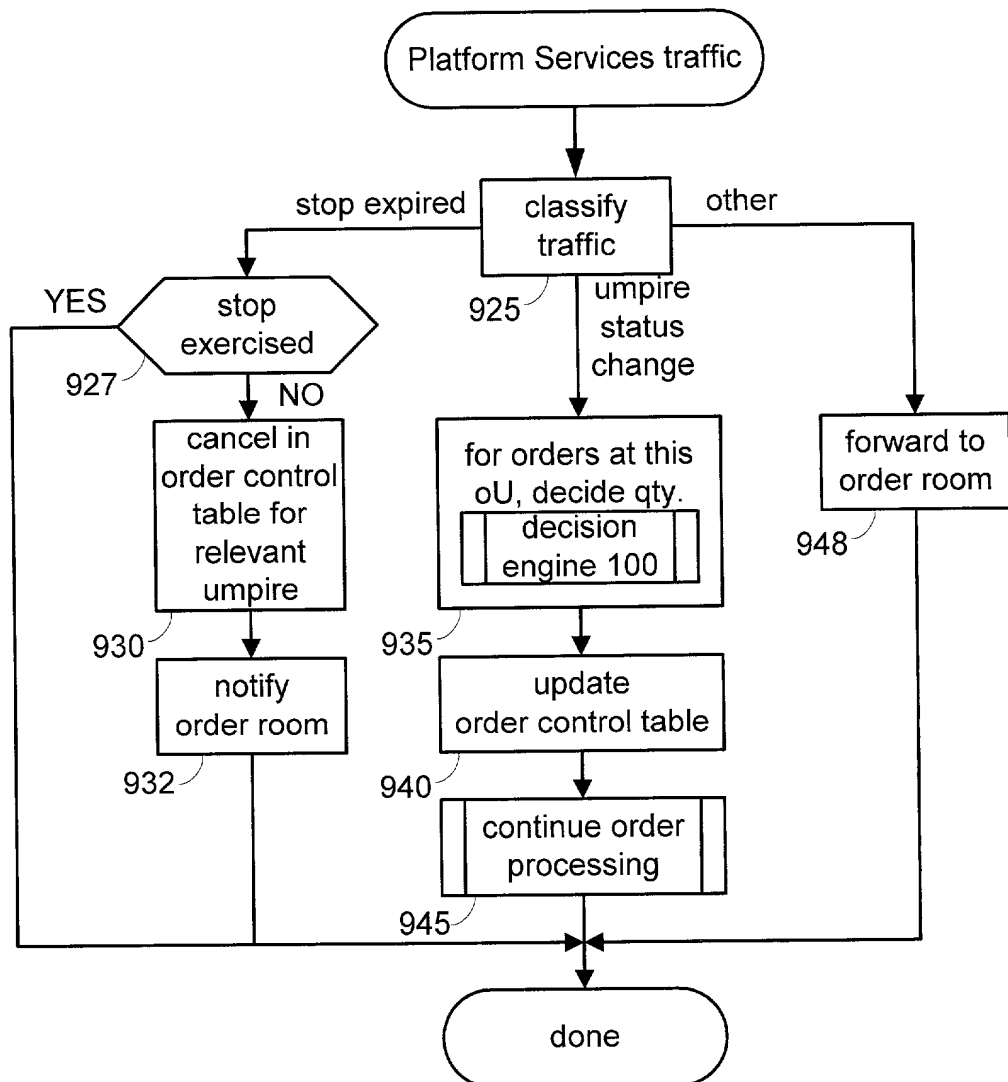 Platform Services traffic
stop expired
classify
traffic
other
925
umpire
status
change
YES
stop
exercised
927
NO
cancel in
order control
table for
relevant
umpire
930
notify
order room
932
for orders at this
oU, decide qty.
decision
engine 100
935
update
order control table
940
continue order
processing
945
forward to
order room
948
done